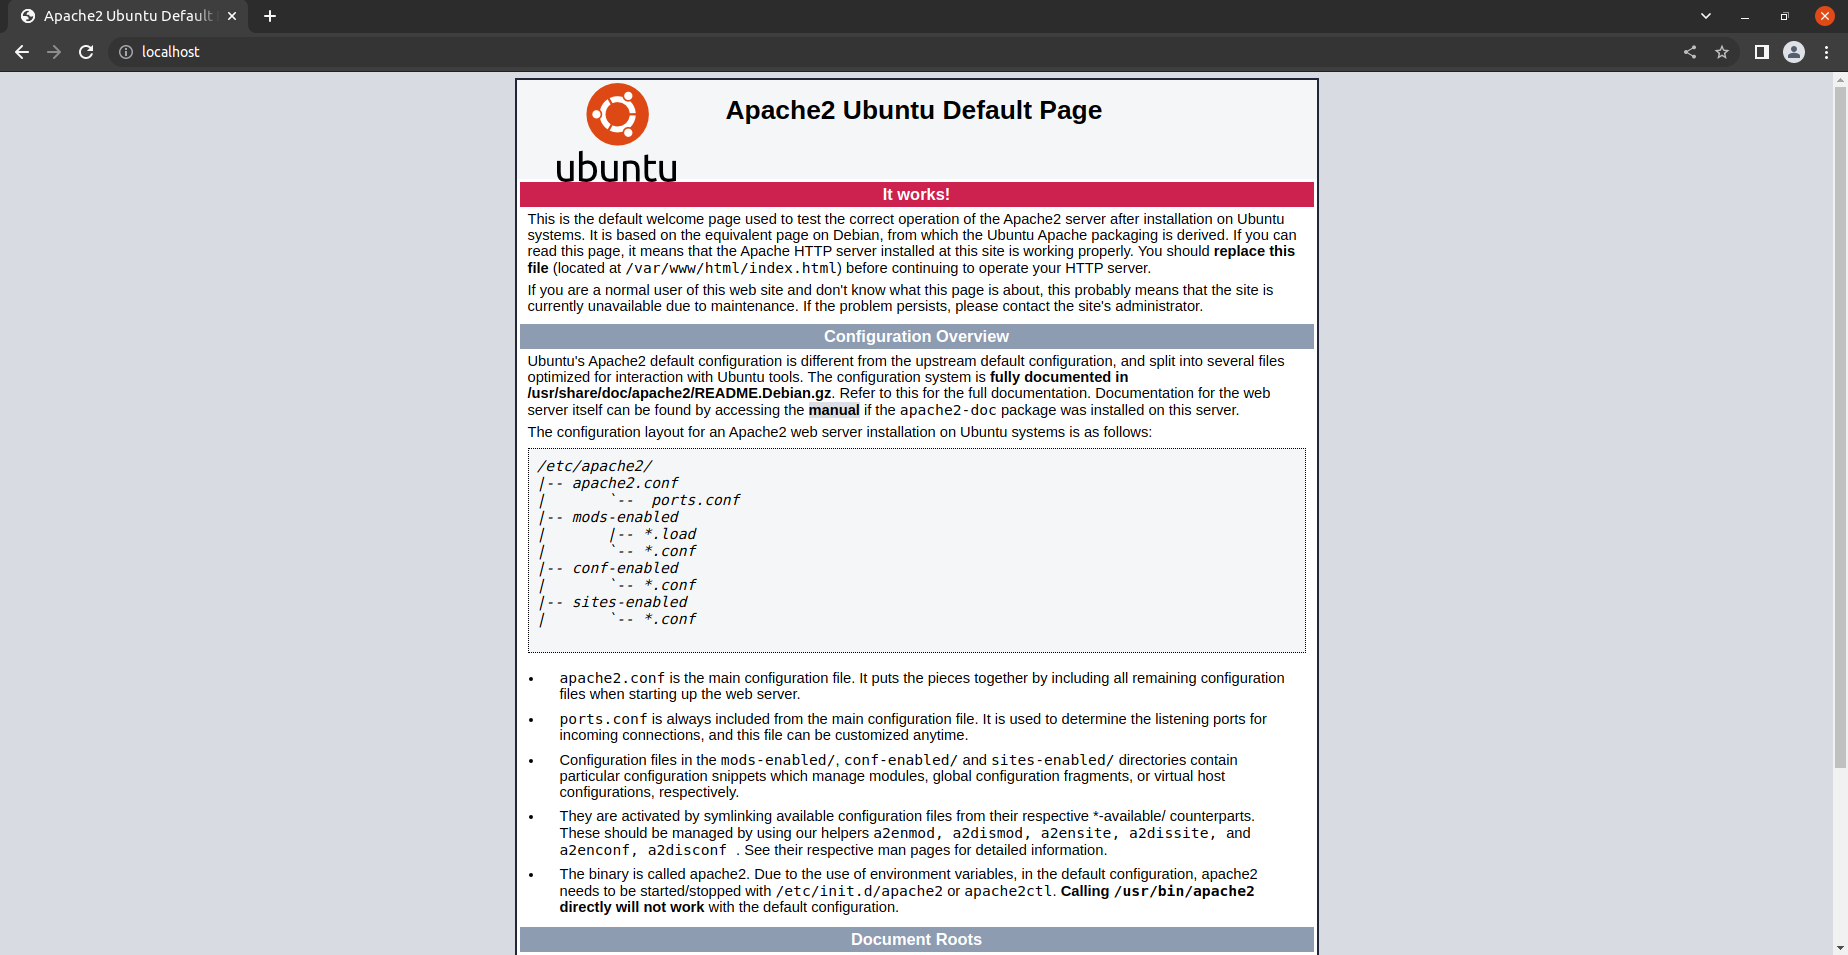 Apache2 Ubuntu Default
localhost
ubuntu
Apache2 Ubuntu Default Page
It works!
This is the default welcome page used to test the correct operation of the Apache2 server after installation on Ubuntu
systems. It is based on the equivalent page on Debian, from which the Ubuntu Apache packaging is derived. If you can
read this page, it means that the Apache HTTP server installed at this site is working properly. You should replace this
file (located at /var/www/html/index.html) before continuing to operate your HTTP server.
If you are a normal user of this web site and don't know what this page is about, this probably means that the site is
currently unavailable due to maintenance. If the problem persists, please contact the site's administrator.
Configuration Overview
Ubuntu's Apache2 default configuration is different from the upstream default configuration, and split into several files
optimized for interaction with Ubuntu tools. The configuration system is fully documented in
/usr/share/doc/apache2/README.Debian.gz. Refer to this for the full documentation. Documentation for the web
server itself can be found by accessing the manual if the apache2-doc package was installed on this server.
The configuration layout for an Apache2 web server installation on Ubuntu systems is as follows:
/etc/apache2/
|-- apache2.conf
|       `--  ports.conf
|-- mods-enabled
|       |-- *.load
|       `-- *.conf
|-- conf-enabled
|       `-- *.conf
|-- sites-enabled
|       `-- *.conf
• apache2.conf is the main configuration file. It puts the pieces together by including all remaining configuration
files when starting up the web server.
• ports.conf is always included from the main configuration file. It is used to determine the listening ports for
incoming connections, and this file can be customized anytime.
• Configuration files in the mods-enabled/, conf-enabled/ and sites-enabled/ directories contain
particular configuration snippets which manage modules, global configuration fragments, or virtual host
configurations, respectively.
• They are activated by symlinking available configuration files from their respective *-available/ counterparts.
These should be managed by using our helpers a2enmod, a2dismod, a2ensite, a2dissite, and
a2enconf, a2disconf . See their respective man pages for detailed information.
• The binary is called apache2. Due to the use of environment variables, in the default configuration, apache2
needs to be started/stopped with /etc/init.d/apache2 or apache2ctl. Calling /usr/bin/apache2
directly will not work with the default configuration.
Document Roots